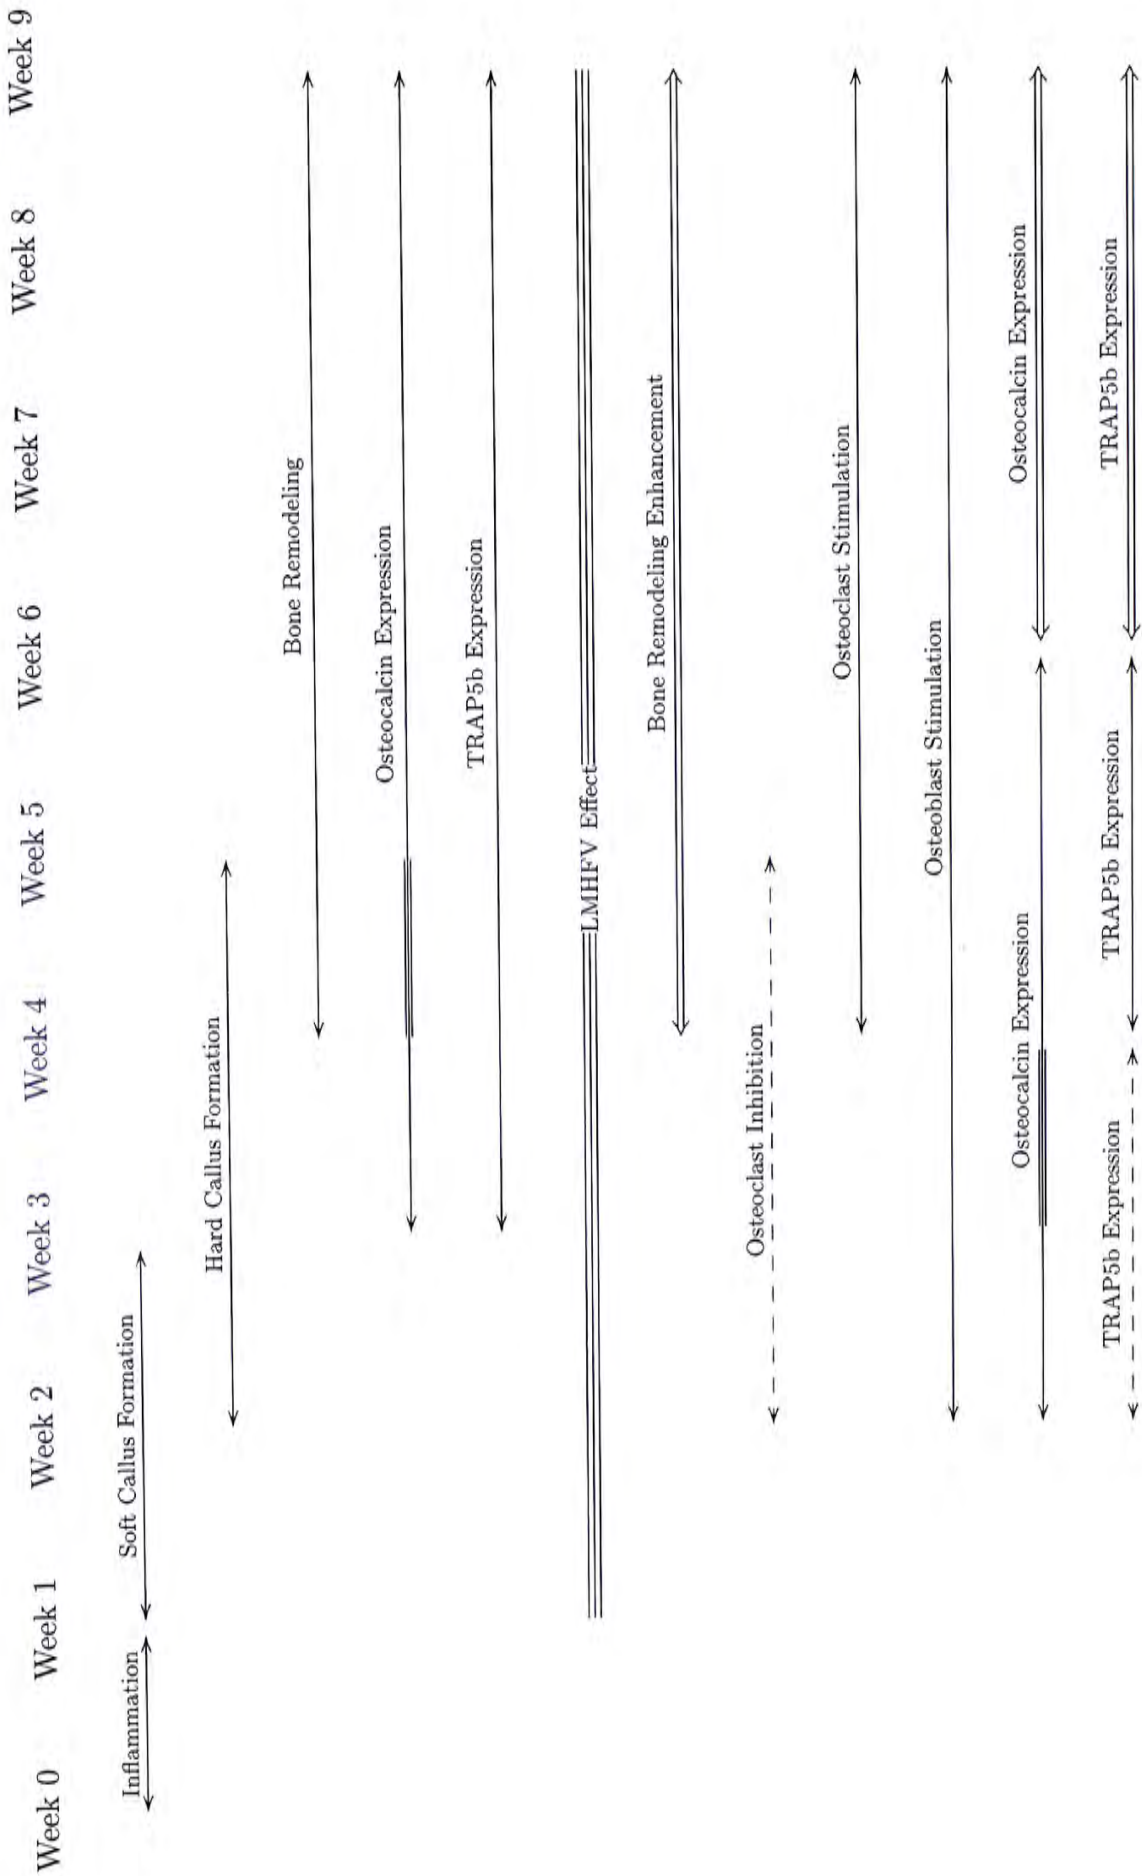 Week 0 Week 1 Week 2 Week 3 Week 4 Week 5 Week 6 Week 7 Week 8 Week 9
Inflammation Soft Callus Formation
Hard Callus Formation
Bone Remodeling
Osteocalcin Expression
TRAP5b Expression
LMHFV Effect
Bone Remodeling Enhancement
Osteoclast Inhibition
Osteoclast Stimulation
Osteoblast Stimulation
Osteocalcin Expression Osteocalcin Expression
TRAP5b Expression TRAP5b Expression TRAP5b Expression